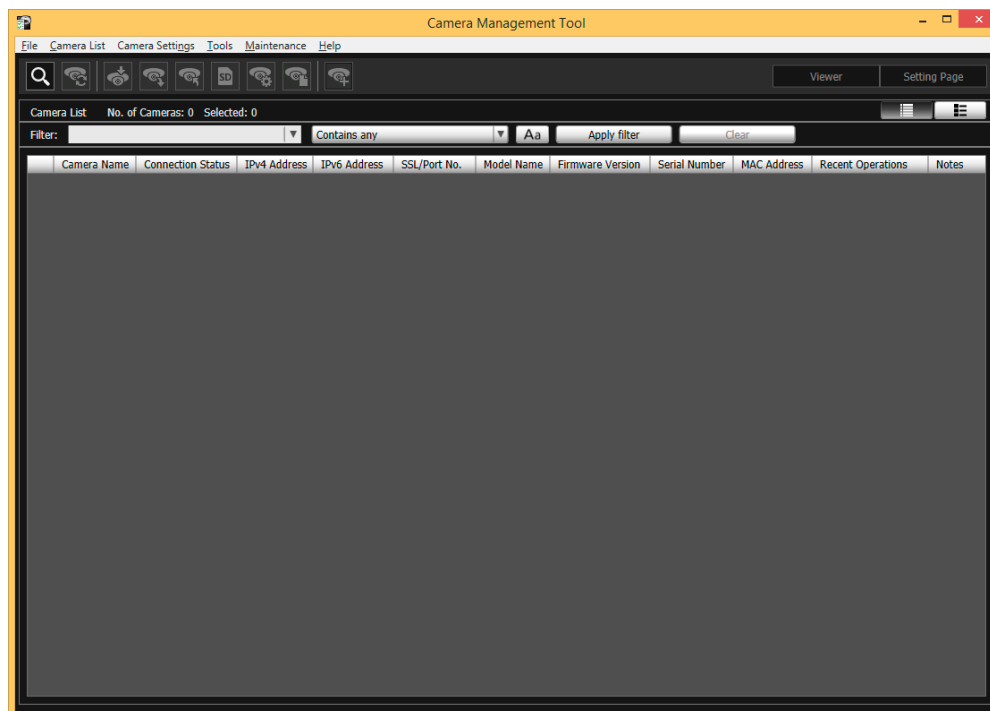 Camera Management Tool
File Camera List Camera Settings Tools Maintenance Help
SD Viewer Setting Page
Camera List No. of Cameras: 0 Selected: 0
Filter: Contains any Aa Apply filter Clear
Camera Name Connection Status IPv4 Address IPv6 Address SSL/Port No. Model Name Firmware Version Serial Number MAC Address Recent Operations Notes